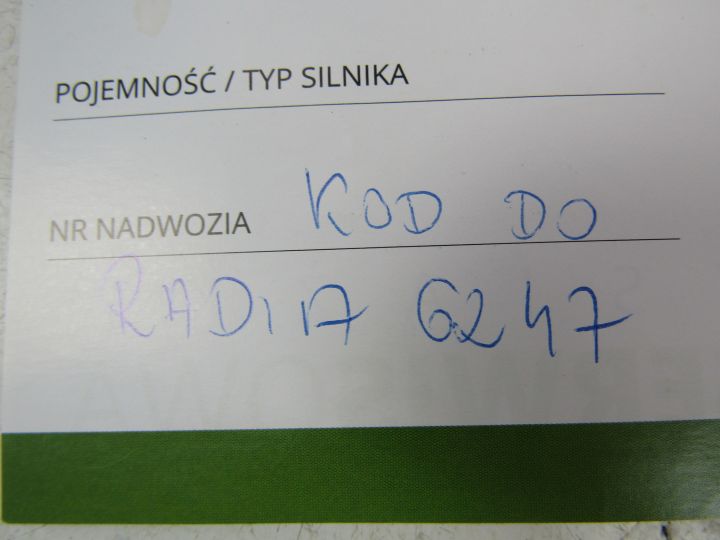 POJEMNOŚĆ / TYP SILNIKA
NR NADWOZIA KOD DO
RADIA 6247